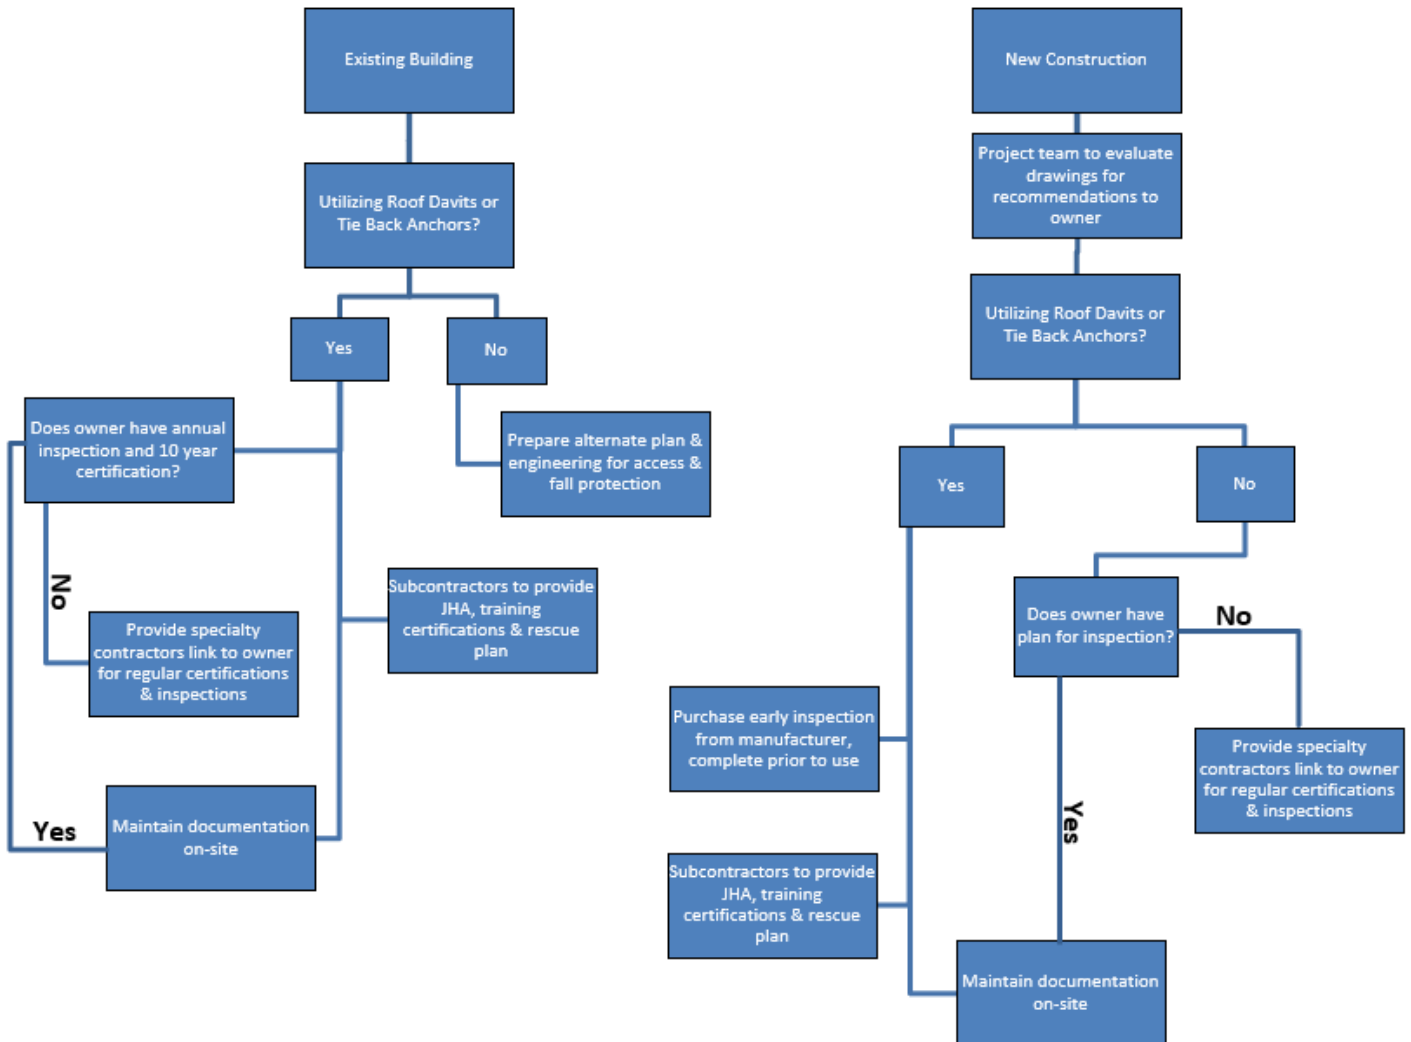 Existing Building
Utilizing Roof Davits or
Tie Back Anchors?
Yes
No
Does owner have annual
inspection and 10 year
certification?
Prepare alternate plan &
engineering for access &
fall protection
No
Subcontractors to provide
JHA, training
certifications & rescue
plan
Provide specialty
contractors link to owner
for regular certifications
& inspections
Yes
Maintain documentation
on-site
New Construction
Project team to evaluate
drawings for
recommendations to
owner
Utilizing Roof Davits or
Tie Back Anchors?
Yes
No
Does owner have
plan for inspection?
No
Purchase early inspection
from manufacturer,
complete prior to use
Provide specialty
contractors link to owner
for regular certifications
& inspections
Yes
Subcontractors to provide
JHA, training
certifications & rescue
plan
Maintain documentation
on-site